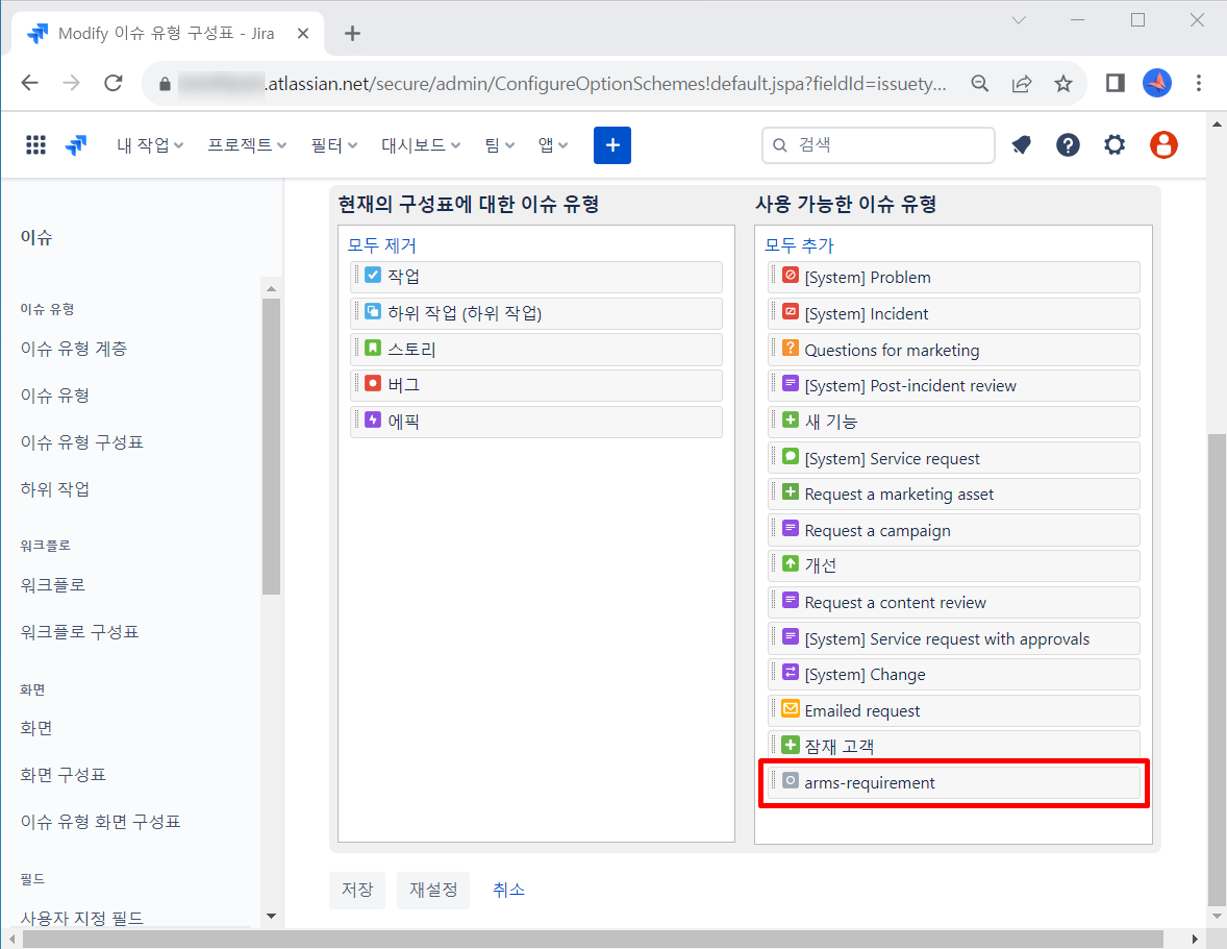 Modify 이슈 유형 구성표 - Jira
.atlassian.net/secure/admin/ConfigureOptionSchemes!default.jspa?fieldId=issuety...
내 작업 프로젝트 필터 대시보드 팀 앱 + 검색
이슈
이슈 유형
이슈 유형 계층
이슈 유형
이슈 유형 구성표
하위 작업
워크플로
워크플로
워크플로 구성표
화면
화면
화면 구성표
이슈 유형 화면 구성표
필드
사용자 지정 필드
현재의 구성표에 대한 이슈 유형
모두 제거
작업
하위 작업 (하위 작업)
스토리
버그
에픽
사용 가능한 이슈 유형
모두 추가
[System] Problem
[System] Incident
Questions for marketing
[System] Post-incident review
새 기능
[System] Service request
Request a marketing asset
Request a campaign
개선
Request a content review
[System] Service request with approvals
[System] Change
Emailed request
잠재 고객
arms-requirement
저장 재설정 취소